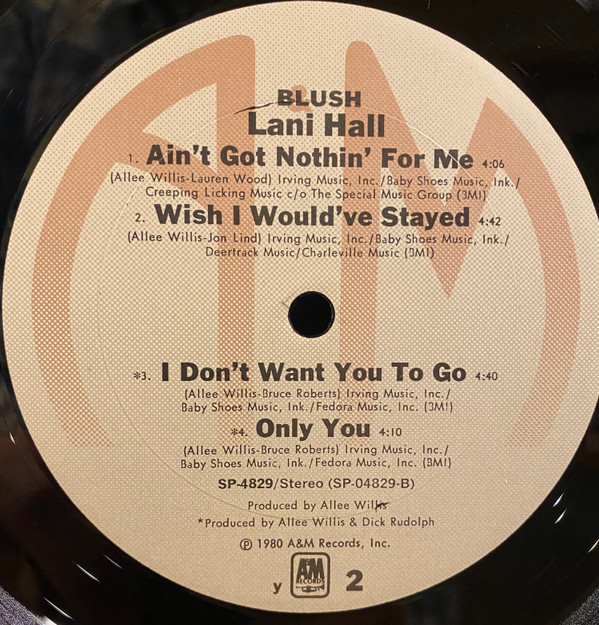 BLUSH
Lani Hall
1. Ain't Got Nothin' For Me 4:06
(Allee Willis-Lauren Wood) Irving Music, Inc./Baby Shoes Music, Ink./
Creeping Licking Music c/o The Special Music Group (BMI)
2. Wish I Would've Stayed 4:42
(Allee Willis-Jon Lind) Irving Music, Inc./Baby Shoes Music, Ink./
Deertrack Music/Charleville Music (BMI)
*3. I Don't Want You To Go 4:40
(Allee Willis-Bruce Roberts) Irving Music, Inc./
Baby Shoes Music, Ink./Fedora Music, Inc. (BMI)
*4. Only You 4:10
(Allee Willis-Bruce Roberts) Irving Music, Inc./
Baby Shoes Music, Ink./Fedora Music, Inc. (BMI)
SP-4829/Stereo (SP-04829-B)
Produced by Allee Willis
*Produced by Allee Willis & Dick Rudolph
℗ 1980 A&M Records, Inc.
y A&M RECORDS 2